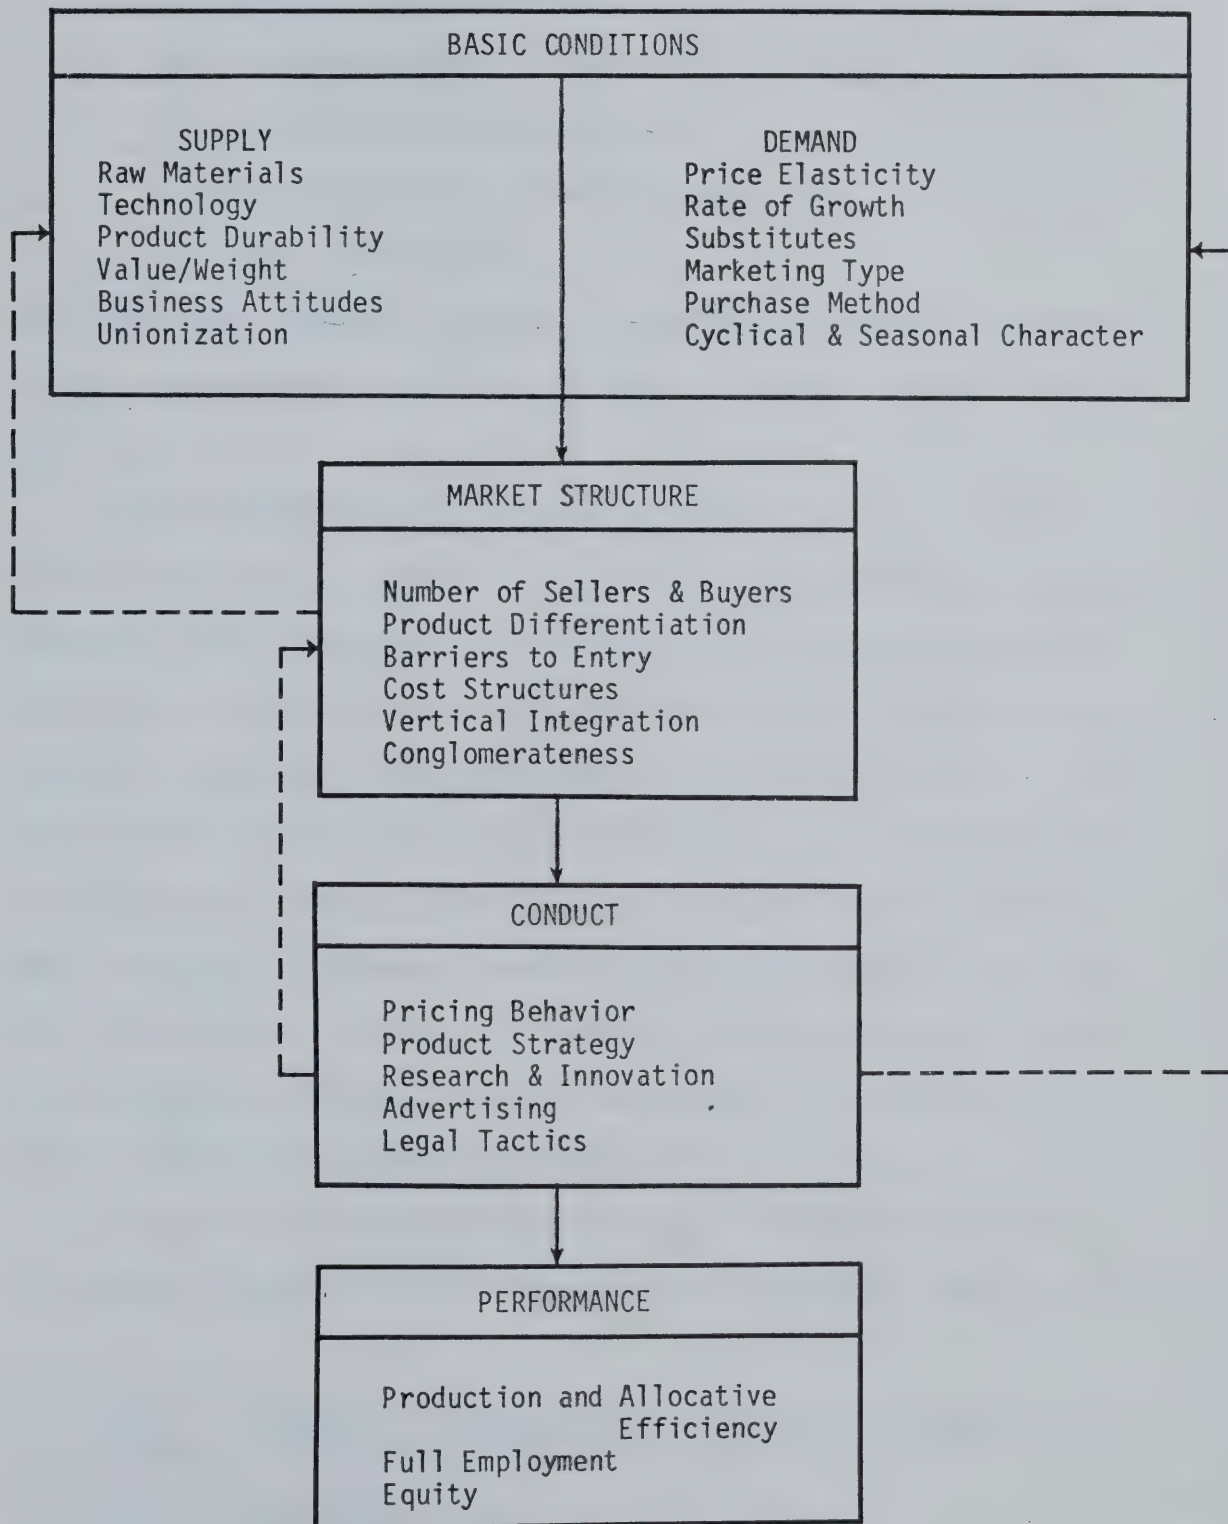 BASIC CONDITIONS
SUPPLY
Raw Materials
Technology
Product Durability
Value/Weight
Business Attitudes
Unionization
DEMAND
Price Elasticity
Rate of Growth
Substitutes
Marketing Type
Purchase Method
Cyclical & Seasonal Character
MARKET STRUCTURE
Number of Sellers & Buyers
Product Differentiation
Barriers to Entry
Cost Structures
Vertical Integration
Conglomerateness
CONDUCT
Pricing Behavior
Product Strategy
Research & Innovation
Advertising
Legal Tactics
PERFORMANCE
Production and Allocative
Efficiency
Full Employment
Equity